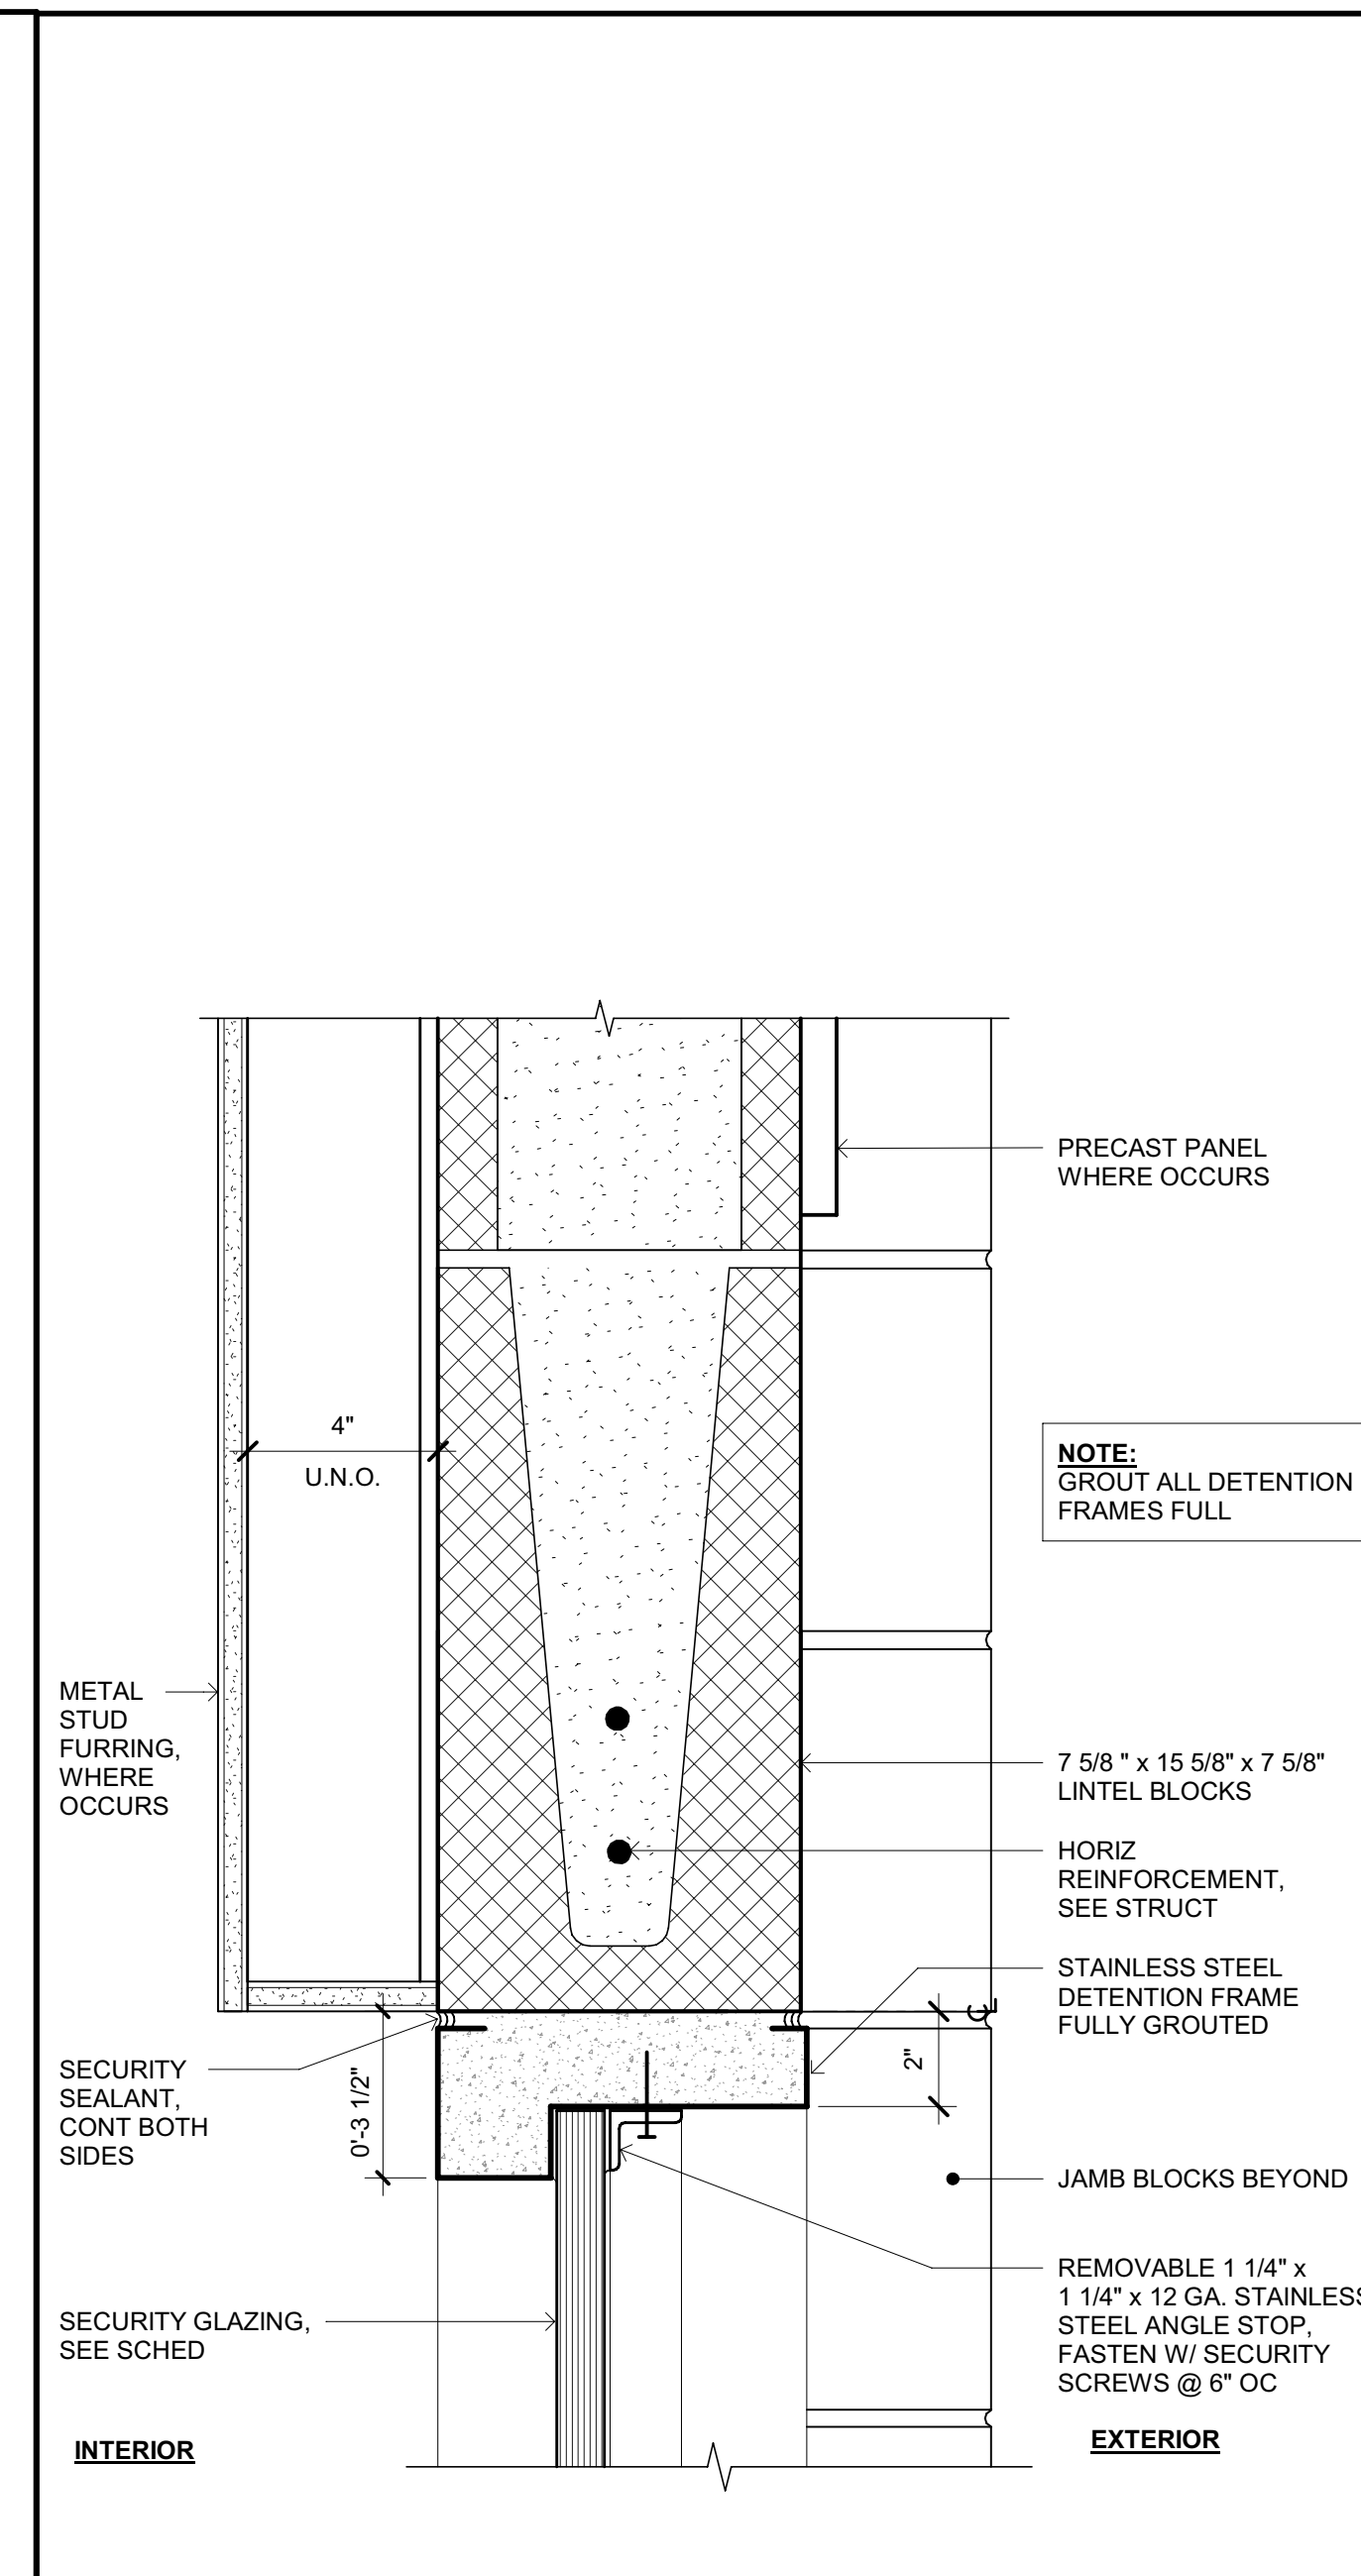 PRECAST PANEL
WHERE OCCURS
4"
U.N.O.
NOTE:
GROUT ALL DETENTION
FRAMES FULL
METAL
STUD
FURRING,
WHERE
OCCURS
7 5/8 " x 15 5/8" x 7 5/8"
LINTEL BLOCKS
HORIZ
REINFORCEMENT,
SEE STRUCT
STAINLESS STEEL
DETENTION FRAME
FULLY GROUTED
SECURITY
SEALANT,
CONT BOTH
SIDES
0'-3 1/2"
2"
JAMB BLOCKS BEYOND
REMOVABLE 1 1/4" x
1 1/4" x 12 GA. STAINLESS
STEEL ANGLE STOP,
FASTEN W/ SECURITY
SCREWS @ 6" OC
SECURITY GLAZING,
SEE SCHED
INTERIOR
EXTERIOR